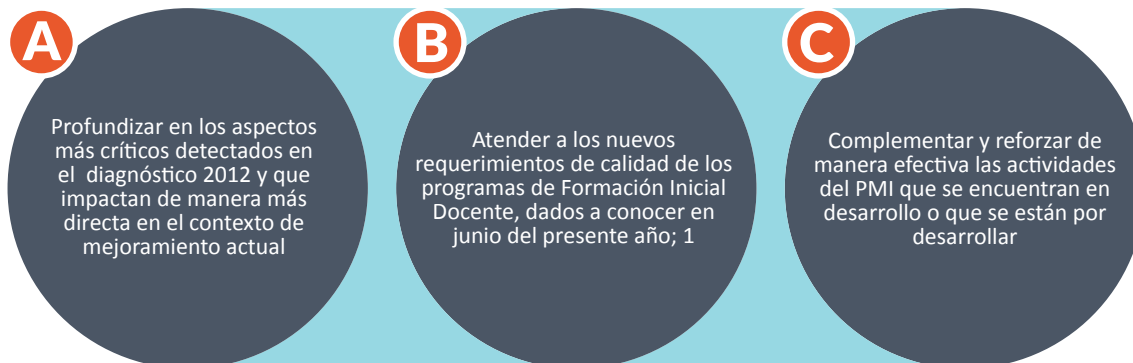 A
Profundizar en los aspectos
más críticos detectados en
el diagnóstico 2012 y que
impactan de manera más
directa en el contexto de
mejoramiento actual
B
Atender a los nuevos
requerimientos de calidad de los
programas de Formación Inicial
Docente, dados a conocer en
junio del presente año; 1
C
Complementar y reforzar de
manera efectiva las actividades
del PMI que se encuentran en
desarrollo o que se están por
desarrollar